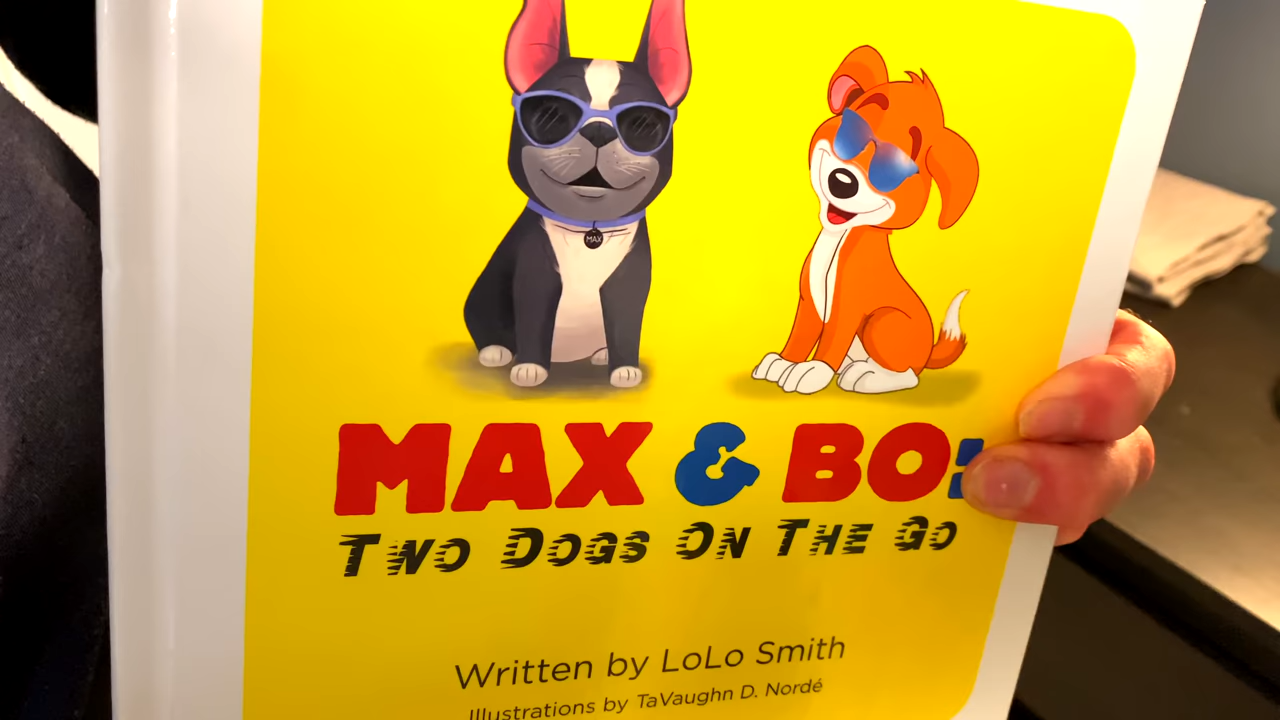 MAX
MAX & BO:
Two Dogs On The Go
Written by LoLo Smith
Illustrations by TaVaughn D. Nordé